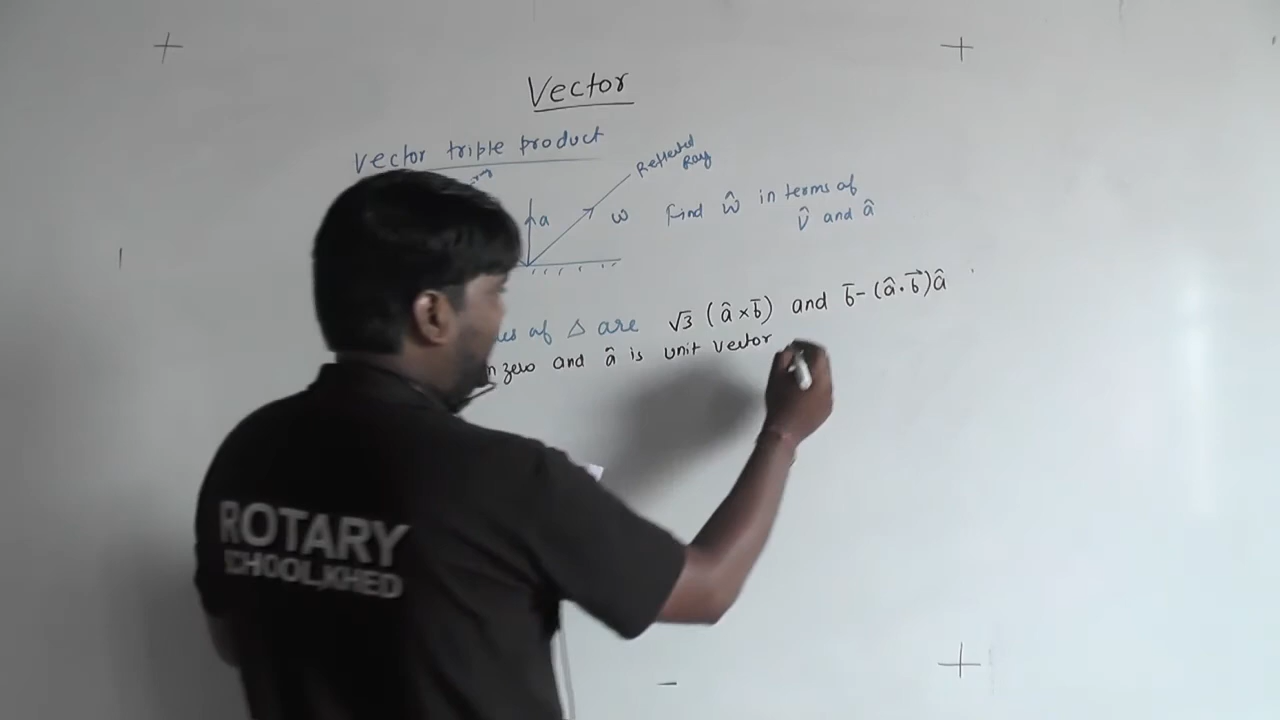 Vector
Vector triple product
Reflected
Ray
a
ω
Find ŵ in terms of
v̂ and â
of △ are √3 (â×b̄) and b̄-(â.b⃗)â
zero and â is unit vector
ROTARY
SCHOOL,KHED